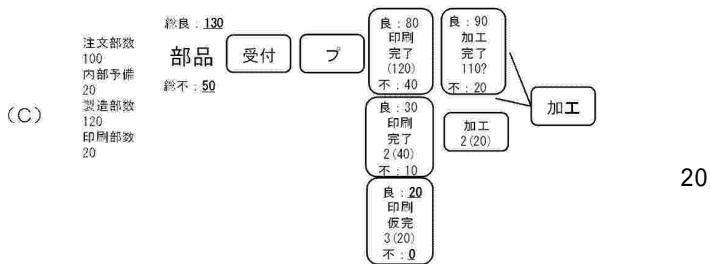 (C)
注文部数
100
内部予備
20
製造部数
120
印刷部数
20
総良：130
部品
総不：50
受付
プ
良：80
印刷
完了
(120)
不：40
良：30
印刷
完了
2(40)
不：10
良：20
印刷
仮完
3(20)
不：0
良：90
加工
完了
110?
不：20
加工
2(20)
加工
20